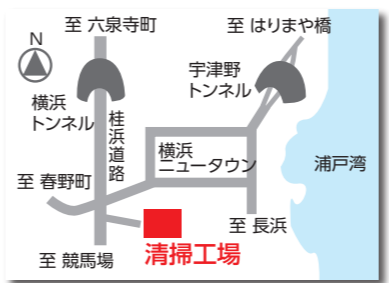 至 六泉寺町
至 はりまや橋
N
宇津野
トンネル
横浜
トンネル
桂浜道路
横浜
ニュータウン
浦戸湾
至 春野町
至 長浜
清掃工場
至 競馬場